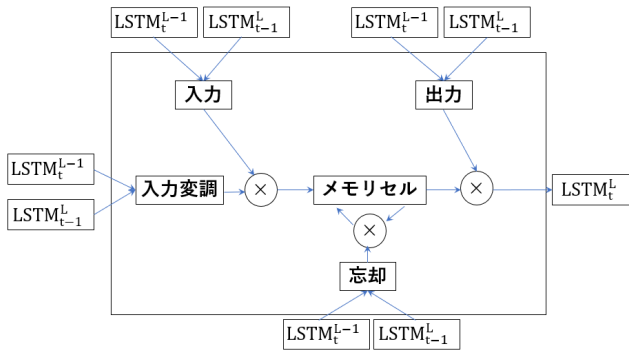 LSTM_t^{L−1} LSTM_{t−1}^L LSTM_t^{L−1} LSTM_{t−1}^L
入力 出力
LSTM_t^{L−1}
入力変調 × メモリセル × LSTM_t^L
LSTM_{t−1}^L
×
忘却
LSTM_t^{L−1} LSTM_{t−1}^L